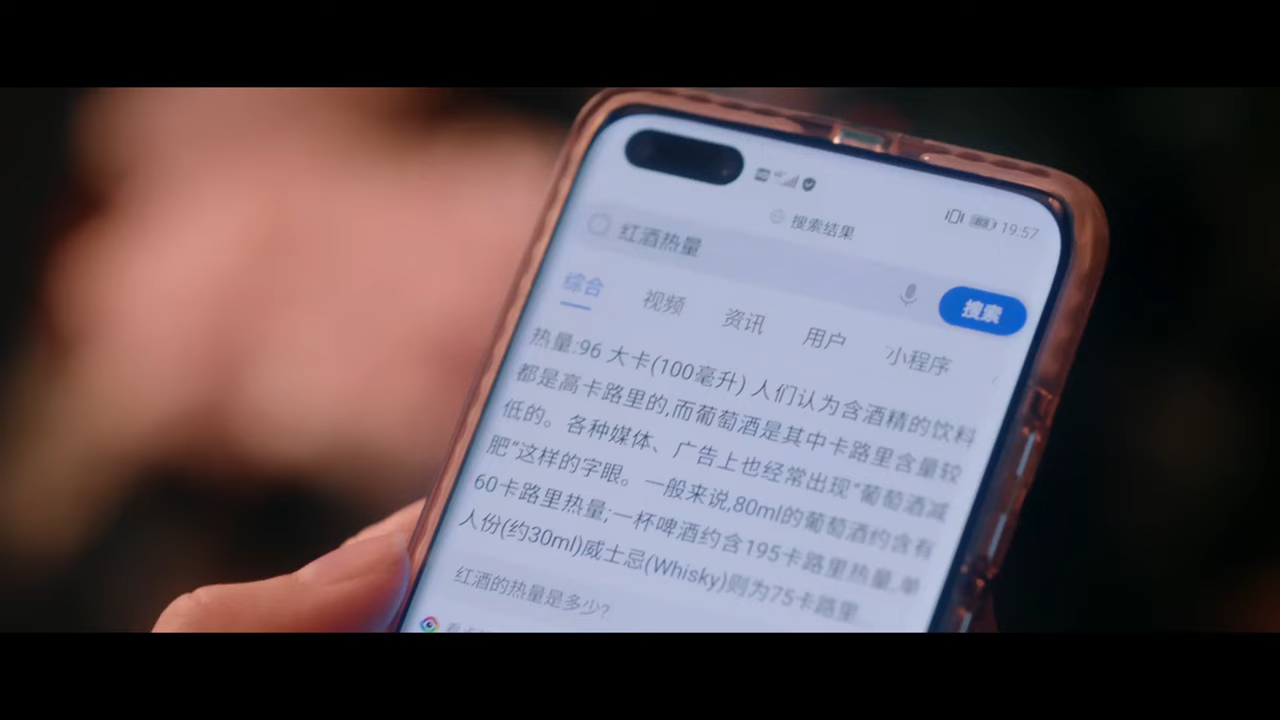 19:57
搜索结果
红酒热量
搜索
综合 视频 资讯 用户 小程序
热量:96 大卡(100毫升) 人们认为含酒精的饮料
都是高卡路里的,而葡萄酒是其中卡路里含量较
低的。各种媒体、广告上也经常出现“葡萄酒减
肥”这样的字眼。一般来说,80ml的葡萄酒约含有
60卡路里热量;一杯啤酒约含195卡路里热量,单
人份(约30ml)威士忌(Whisky)则为75卡路里
红酒的热量是多少?